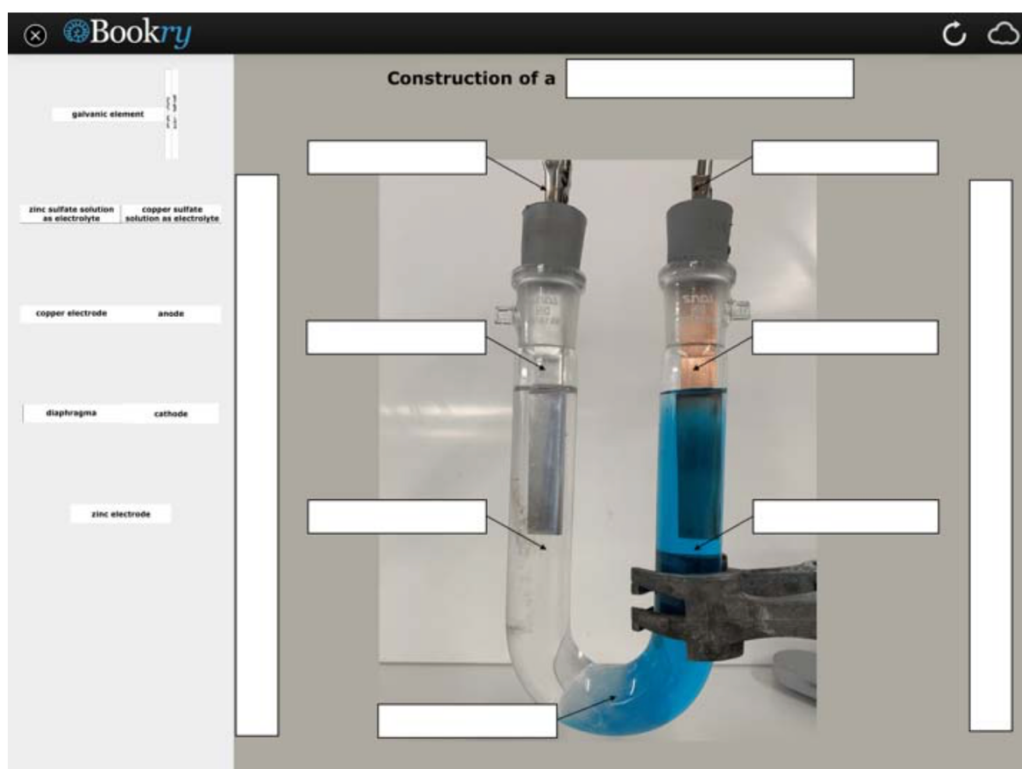 Bookry
Construction of a
galvanic element
zinc sulfate solution
as electrolyte
copper sulfate
solution as electrolyte
copper electrode
anode
diaphragma
cathode
zinc electrode